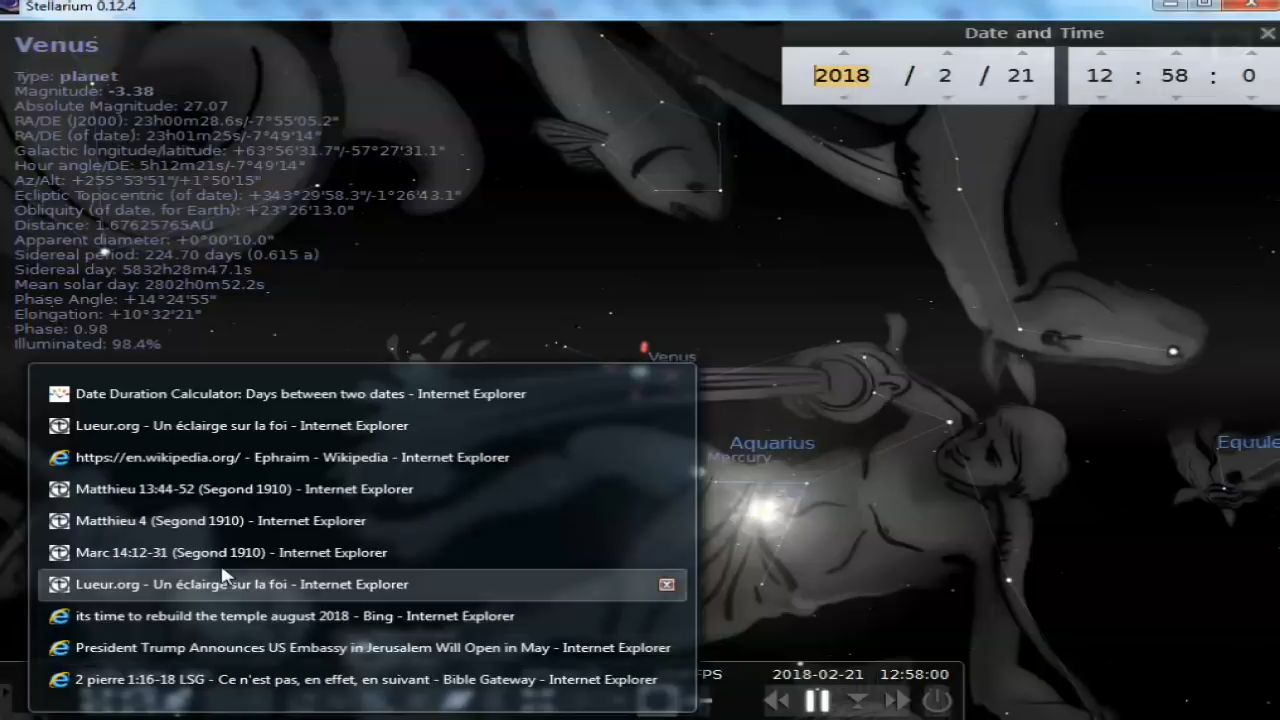 Stellarium 0.12.4
Venus
Type: planet
Magnitude: -3.38
Absolute Magnitude: 27.07
RA/DE (J2000): 23h00m28.6s/-7°55'05.2"
RA/DE (of date): 23h01m25s/-7°49'14"
Galactic longitude/latitude: +63°56'31.7"/-57°27'31.1"
Hour angle/DE: 5h12m21s/-7°49'14"
Az/Alt: +255°53'51"/+1°50'15"
Ecliptic Topocentric (of date): +343°29'58.3"/-1°26'43.1"
Obliquity (of date, for Earth): +23°26'13.0"
Distance: 1.67625765AU
Apparent diameter: +0°00'10.0"
Sidereal period: 224.70 days (0.615 a)
Sidereal day: 5832h28m47.1s
Mean solar day: 2802h0m52.2s
Phase Angle: +14°24'55"
Elongation: +10°32'21"
Phase: 0.98
Illuminated: 98.4%
Date and Time
2018 / 2 / 21 12 : 58 : 0
Venus
Aquarius
Mercury
Equule
Date Duration Calculator: Days between two dates - Internet Explorer
Lueur.org - Un éclairge sur la foi - Internet Explorer
https://en.wikipedia.org/ - Ephraim - Wikipedia - Internet Explorer
Matthieu 13:44-52 (Segond 1910) - Internet Explorer
Matthieu 4 (Segond 1910) - Internet Explorer
Marc 14:12-31 (Segond 1910) - Internet Explorer
Lueur.org - Un éclairge sur la foi - Internet Explorer
its time to rebuild the temple august 2018 - Bing - Internet Explorer
President Trump Announces US Embassy in Jerusalem Will Open in May - Internet Explorer
2 pierre 1:16-18 LSG - Ce n'est pas, en effet, en suivant - Bible Gateway - Internet Explorer
FPS 2018-02-21 12:58:00